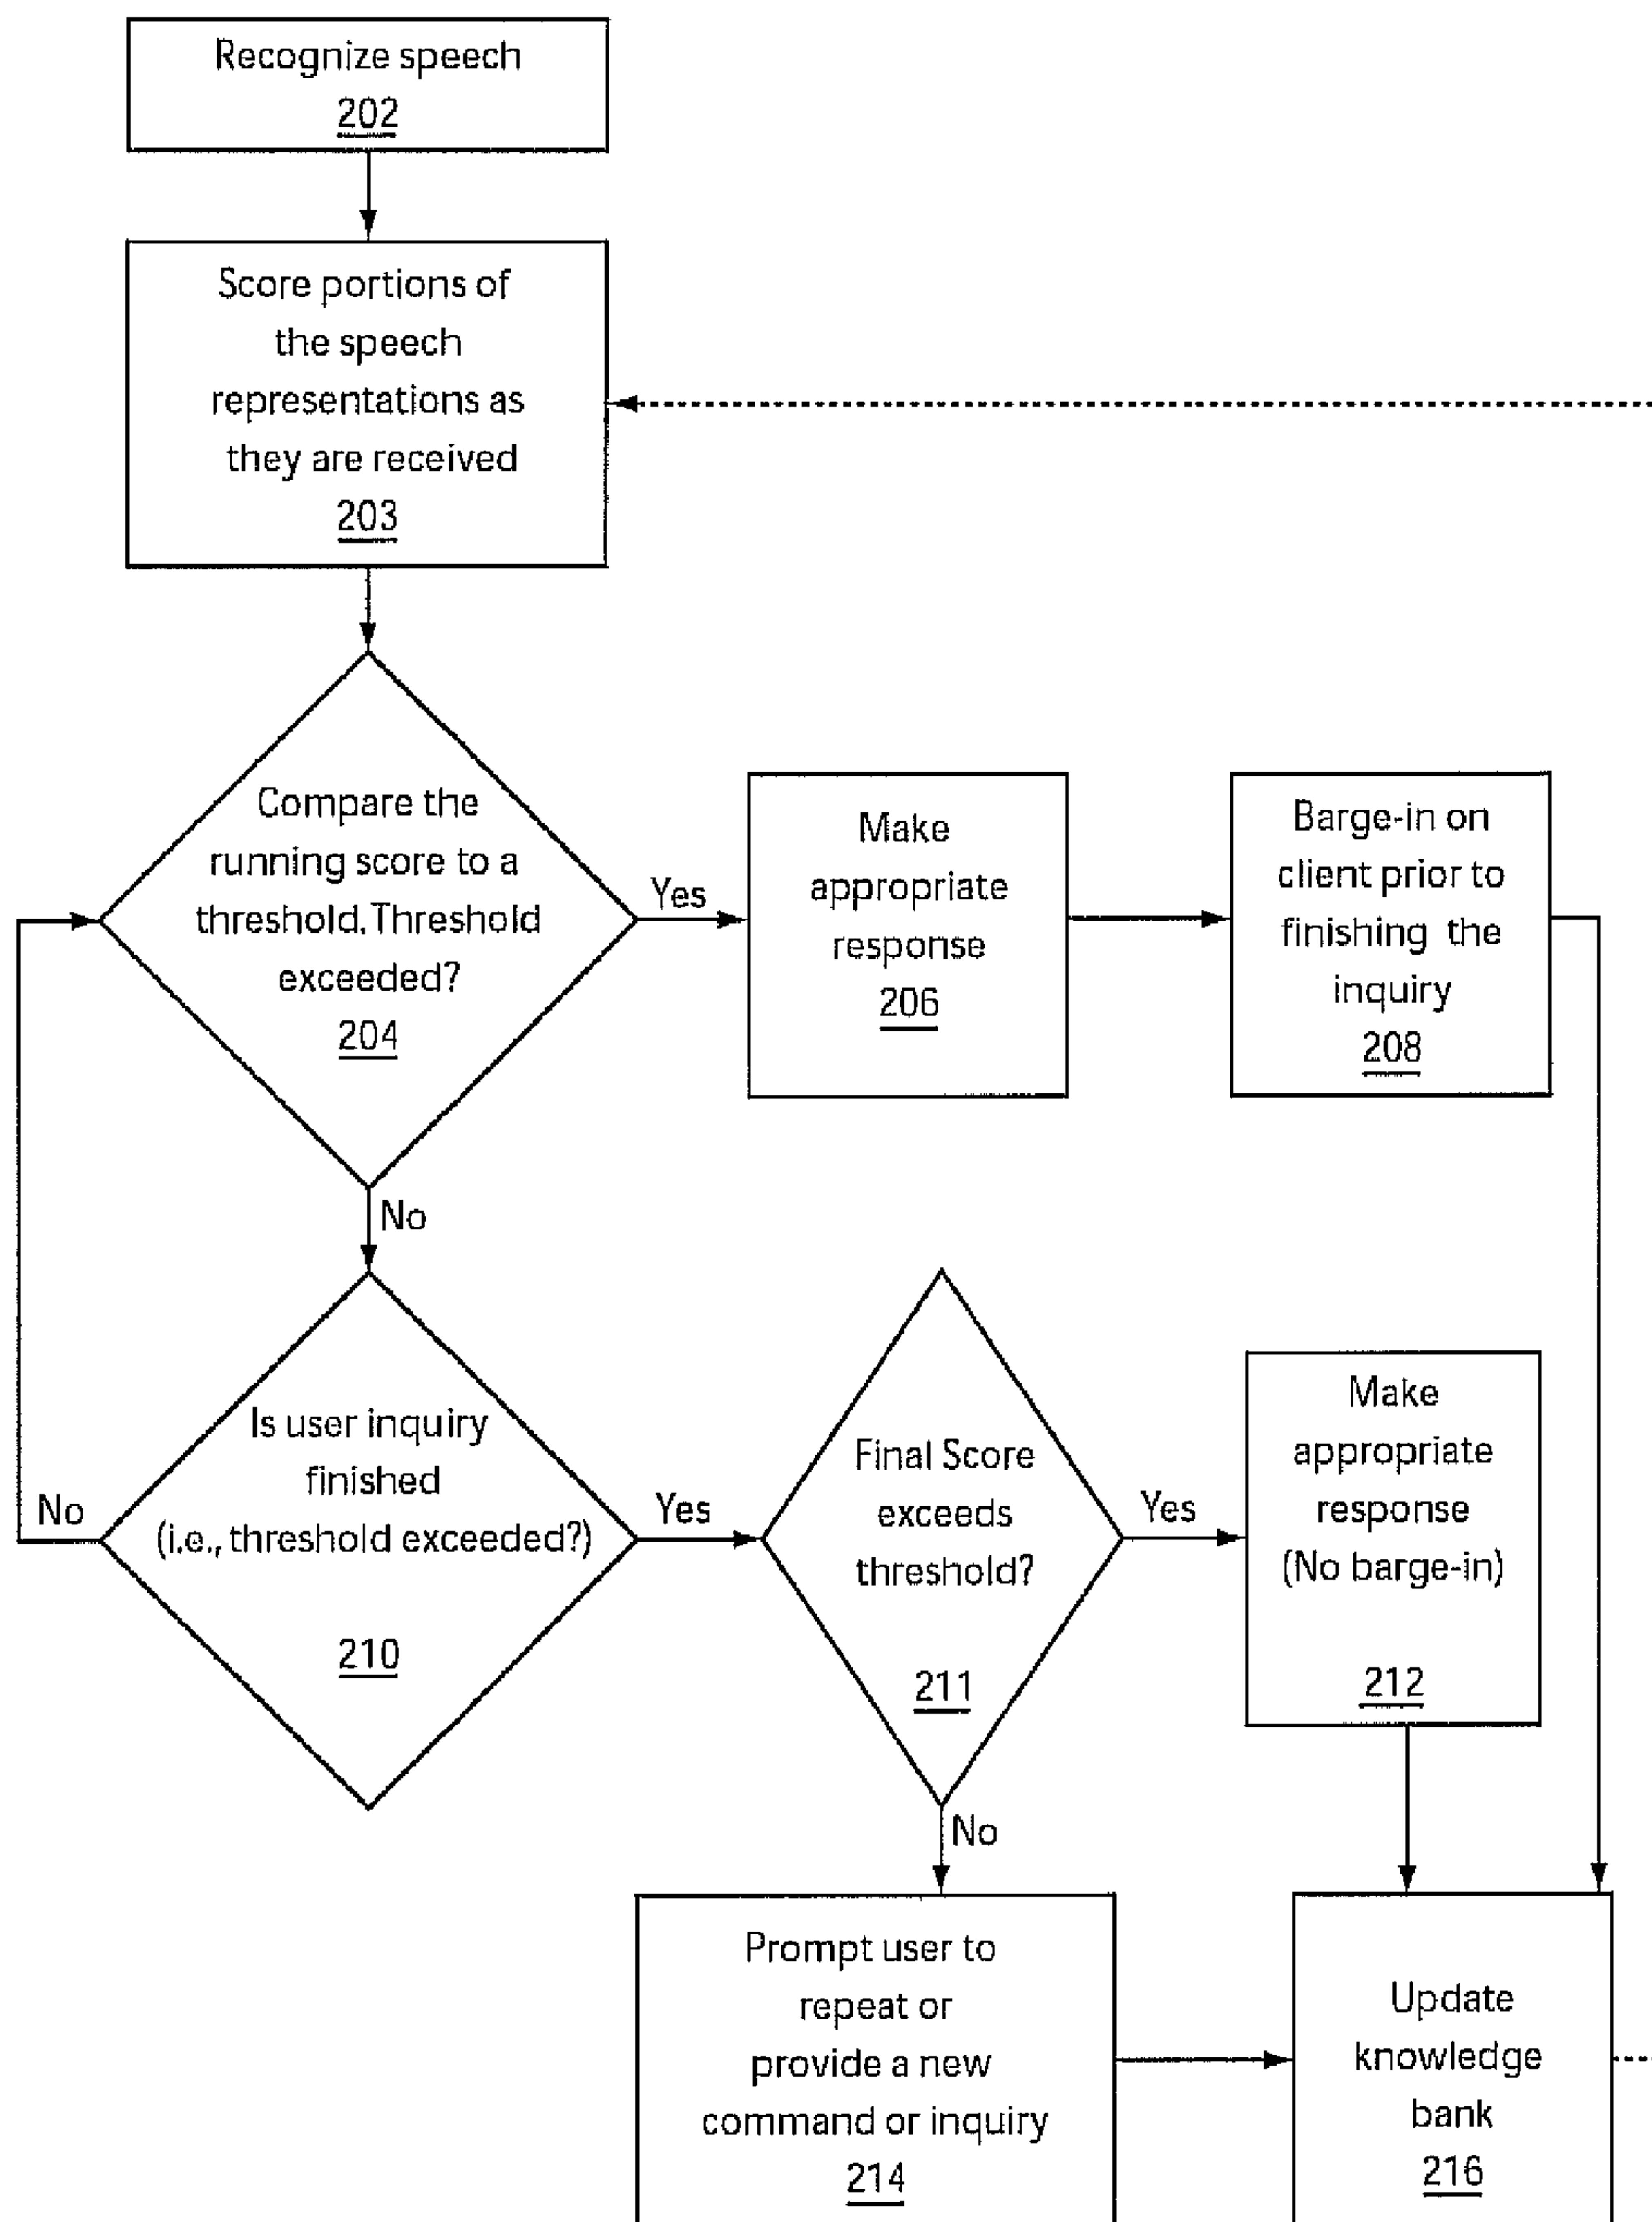 Recognize speech
202
Score portions of
the speech
representations as
they are received
203
Compare the
running score to a
threshold. Threshold
exceeded?
204
Yes
Make
appropriate
response
206
Barge-in on
client prior to
finishing the
inquiry
208
No
Is user inquiry
finished
(i.e., threshold exceeded?)
210
No
Yes
Final Score
exceeds
threshold?
211
Yes
Make
appropriate
response
(No barge-in)
212
No
Prompt user to
repeat or
provide a new
command or inquiry
214
Update
knowledge
bank
216